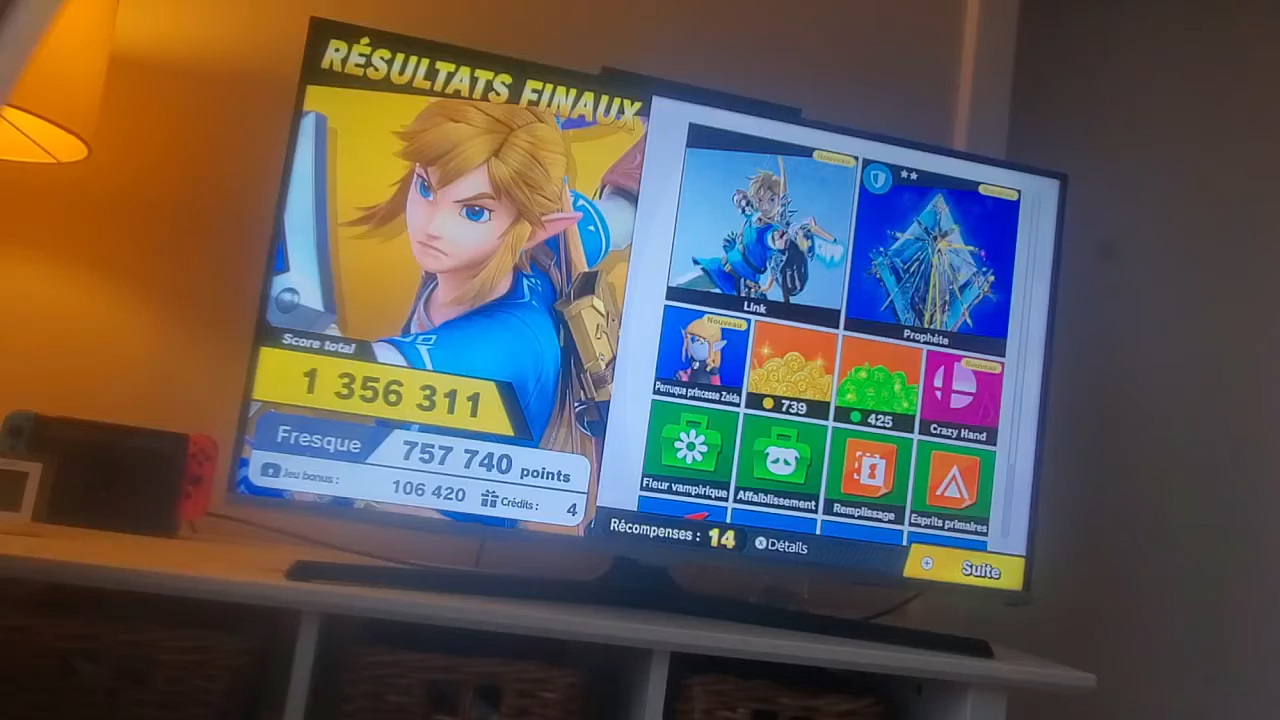 RÉSULTATS FINAUX
Score total
1 356 311
Fresque 757 740 points
Jeu bonus : 106 420 Crédits : 4
Nouveau
Link
Nouveau
Prophète
Nouveau
Perruque princesse Zelda
739
425
Nouveau
Crazy Hand
Fleur vampirique
Affaiblissement
Remplissage
Esprits primaires
Récompenses : 14
X Détails
Suite